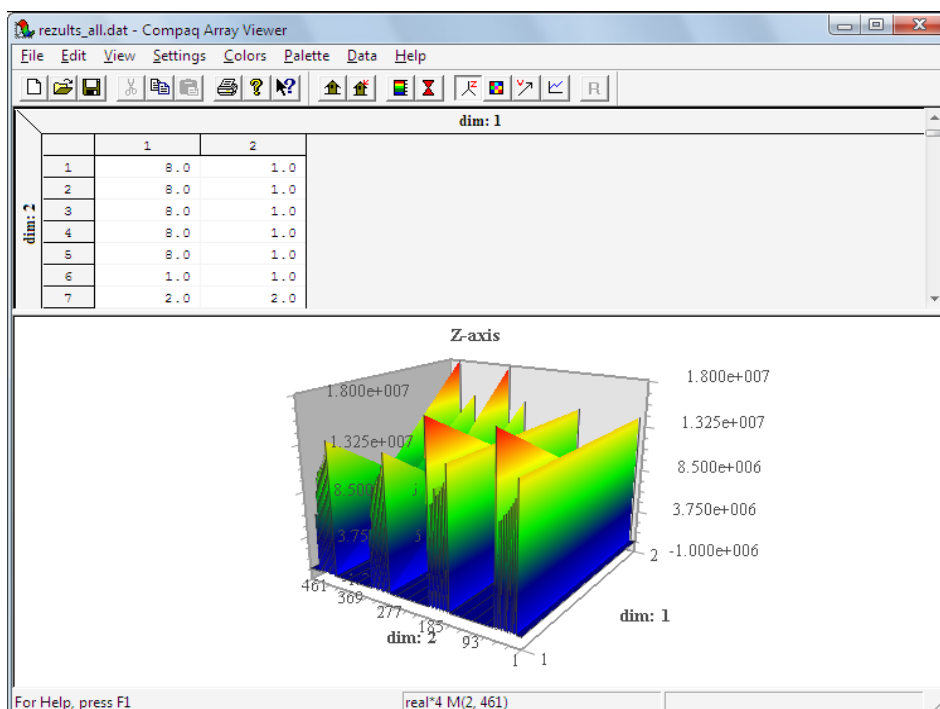 rezults_all.dat - Compaq Array Viewer
File Edit View Settings Colors Palette Data Help
R
dim: 1
dim: 2
1 2
1 8.0 1.0
2 8.0 1.0
3 8.0 1.0
4 8.0 1.0
5 8.0 1.0
6 1.0 1.0
7 2.0 2.0
Z-axis
1.800e+007 1.800e+007
1.325e+007 1.325e+007
8.500e+006
3.750e+006
-1.000e+006
461 369 277 185 93 1
dim: 2
1 2
dim: 1
For Help, press F1
real*4 M(2, 461)